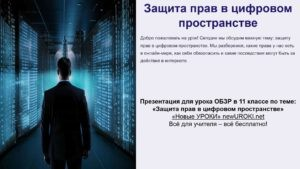 Защита прав в цифровом
пространстве
Добро пожаловать на урок! Сегодня мы обсудим важную тему: защиту
прав в цифровом пространстве. Мы разберемся, какие права у нас есть
в онлайн-мире, как себя обезопасить и какие последствия могут быть за
действия в интернете.
Презентация для урока ОБЗР в 11 классе по теме:
«Защита прав в цифровом пространстве»
«Новые УРОКИ» newUROKI.net
Всё для учителя – всё бесплатно!